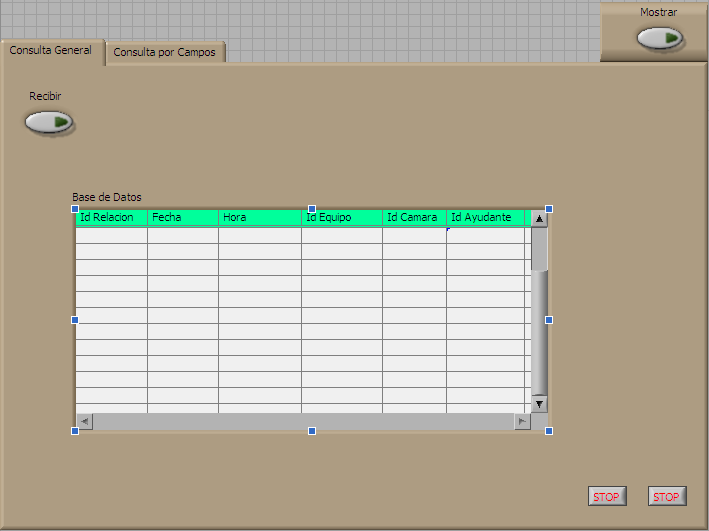 Mostrar
Consulta General
Consulta por Campos
Recibir
Base de Datos
Id Relacion Fecha Hora Id Equipo Id Camara Id Ayudante
STOP STOP